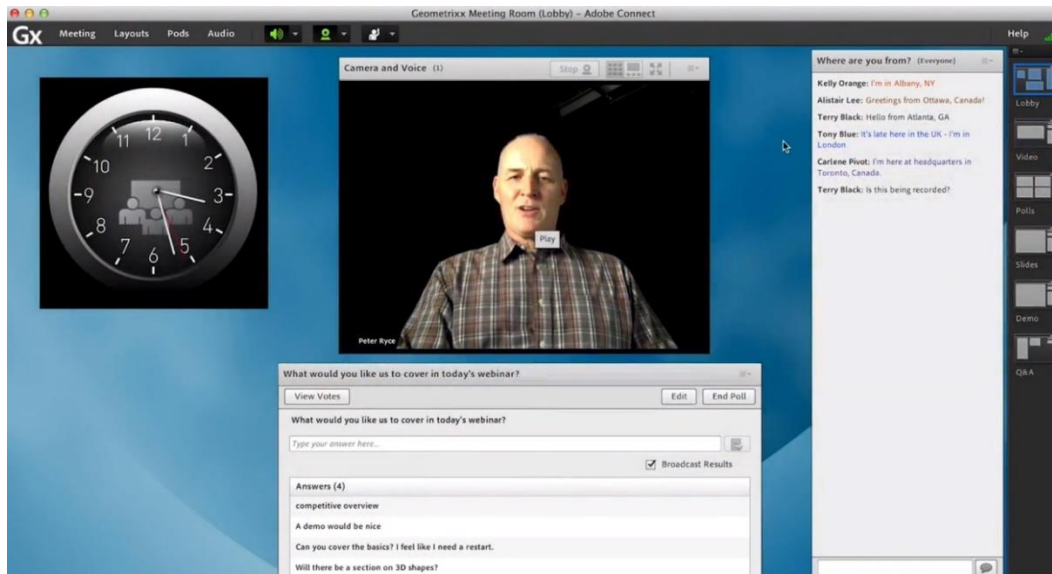 Geometrixx Meeting Room (Lobby) – Adobe Connect
Gx Meeting Layouts Pods Audio Help
12
1
2
3
4
5
6
7
8
9
10
11
Camera and Voice (1)
Stop
Play
Peter Ryce
Where are you from? (Everyone)
Kelly Orange: I'm in Albany, NY
Alistair Lee: Greetings from Ottawa, Canada!
Terry Black: Hello from Atlanta, GA
Tony Blue: It's late here in the UK - I'm in
London
Carlene Pivot: I'm here at headquarters in
Toronto, Canada.
Terry Black: Is this being recorded?
Lobby
Video
Polls
Slides
Demo
Q&A
What would you like us to cover in today's webinar?
View Votes
Edit
End Poll
What would you like us to cover in today's webinar?
Type your answer here...
Broadcast Results
Answers (4)
competitive overview
A demo would be nice
Can you cover the basics? I feel like I need a restart.
Will there be a section on 3D shapes?